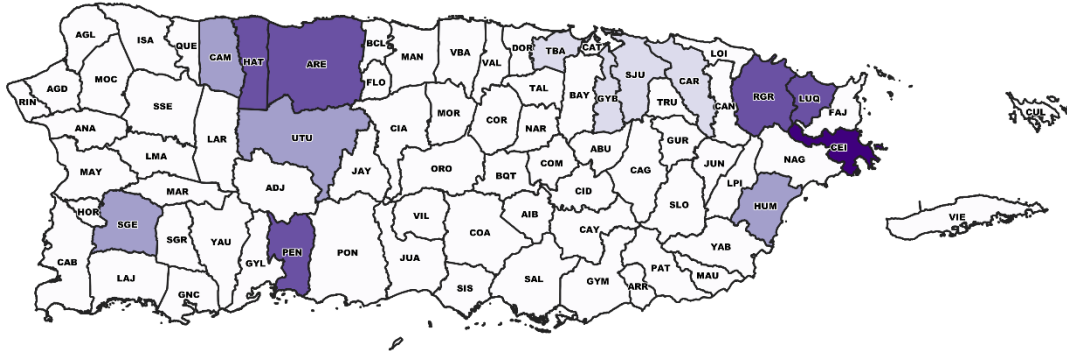 AGL
ISA
QUE
CAM
HAT
ARE
BCL
MAN
VBA
VAL
DOR
TBA
CAT
SJU
LOI
MOC
AGD
RIN
SSE
FLO
TAL
BAY
GYB
TRU
CAR
CAN
RGR
LUQ
FAJ
CUL
ANA
LAR
UTU
CIA
MOR
COR
NAR
ABU
GUR
CEI
LMA
MAY
MAR
ADJ
JAY
ORO
BQT
COM
CID
CAG
JUN
LPI
NAG
HOR
SGE
SGR
YAU
GYL
PEN
PON
VIL
JUA
COA
AIB
CAY
SLO
HUM
YAB
VIE
CAB
LAJ
GNC
SIS
SAL
GYM
ARR
PAT
MAU